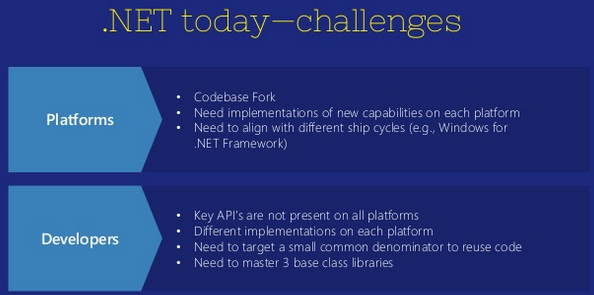 .NET today—challenges
Platforms
• Codebase Fork
• Need implementations of new capabilities on each platform
• Need to align with different ship cycles (e.g., Windows for
.NET Framework)
Developers
• Key API's are not present on all platforms
• Different implementations on each platform
• Need to target a small common denominator to reuse code
• Need to master 3 base class libraries